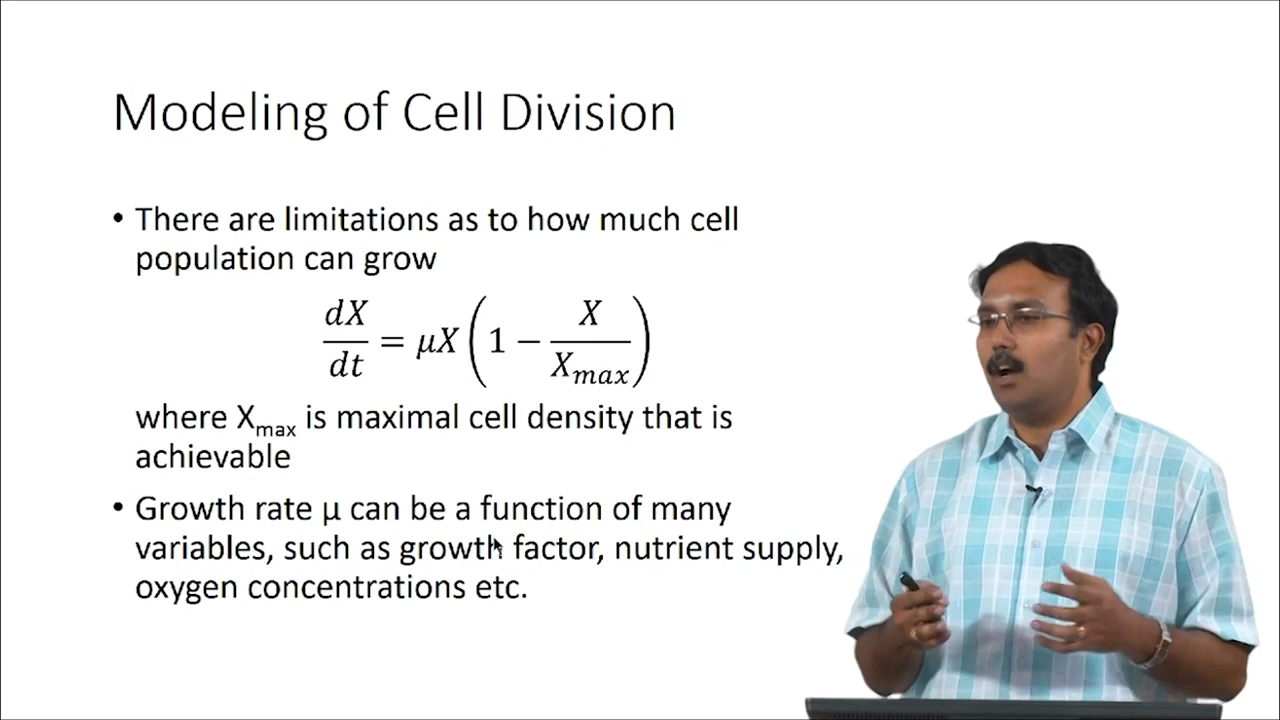 Modeling of Cell Division
• There are limitations as to how much cell
population can grow
dX/dt = μX(1 − X/X_max)
where X_max is maximal cell density that is
achievable
• Growth rate μ can be a function of many
variables, such as growth factor, nutrient supply,
oxygen concentrations etc.